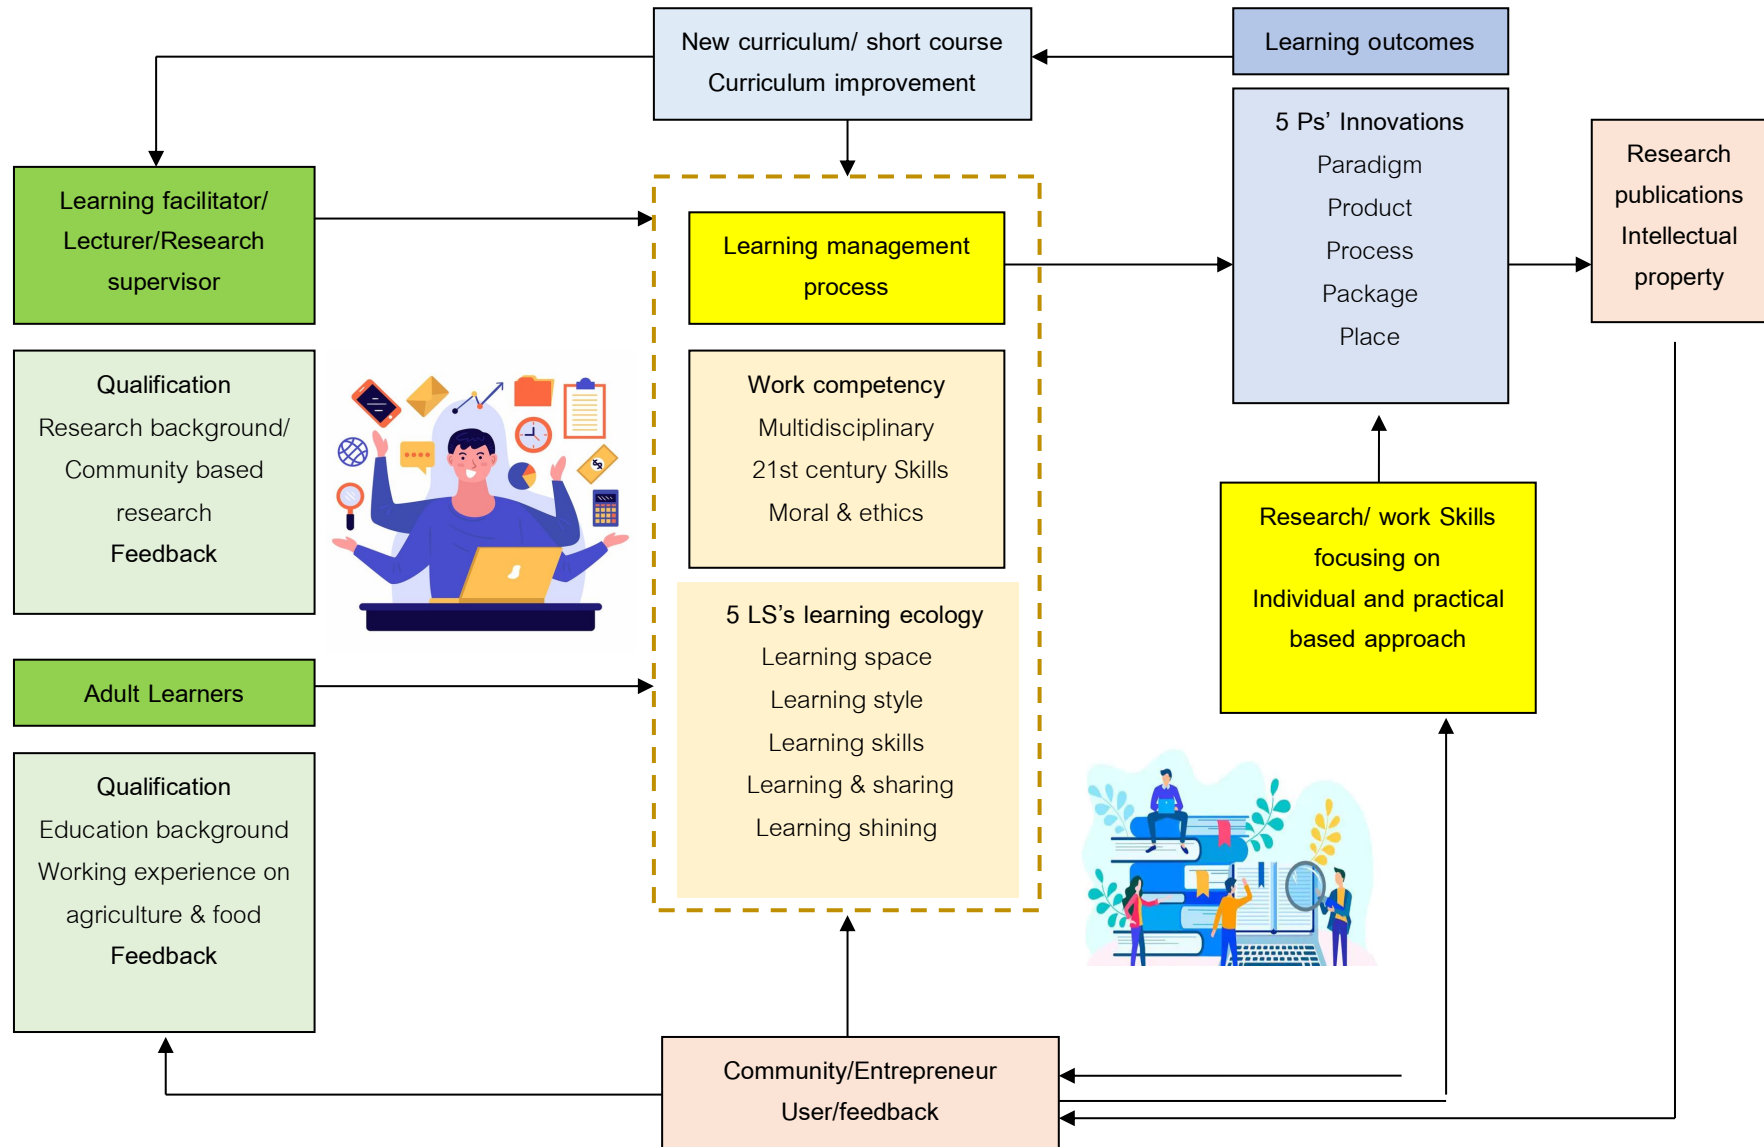 New curriculum/ short course
Curriculum improvement
Learning outcomes
5 Ps’ Innovations
Paradigm
Product
Process
Package
Place
Research
publications
Intellectual
property
Learning facilitator/
Lecturer/Research
supervisor
Learning management
process
Qualification
Research background/
Community based
research
Feedback
Work competency
Multidisciplinary
21st century Skills
Moral & ethics
Research/ work Skills
focusing on
Individual and practical
based approach
5 LS’s learning ecology
Learning space
Learning style
Learning skills
Learning & sharing
Learning shining
Adult Learners
Qualification
Education background
Working experience on
agriculture & food
Feedback
Community/Entrepreneur
User/feedback